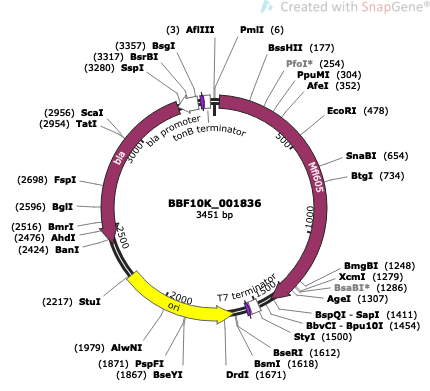 Created with SnapGene®
(3) AflIII
PmlI (6)
(3357) BsgI
(3317) BsrBI
(3280) SspI
BssHII (177)
PfoI* (254)
PpuMI (304)
AfeI (352)
EcoRI (478)
SnaBI (654)
BtgI (734)
(2956) ScaI
(2954) TatI
(2698) FspI
(2596) BglI
(2516) BmrI
(2476) AhdI
(2424) BanI
(2217) StuI
bla promoter
tonB terminator
bla
3000
500
Mfl605
1000
BBF10K_001836
3451 bp
2500
2000
ori
T7 terminator
1500
BmgBI (1248)
XcmI (1279)
BsaBI* (1286)
AgeI (1307)
BspQI - SapI (1411)
BbvCI - Bpu10I (1454)
StyI (1500)
BseRI (1612)
BsmI (1618)
DrdI (1671)
(1979) AlwNI
(1871) PspFI
(1867) BseYI